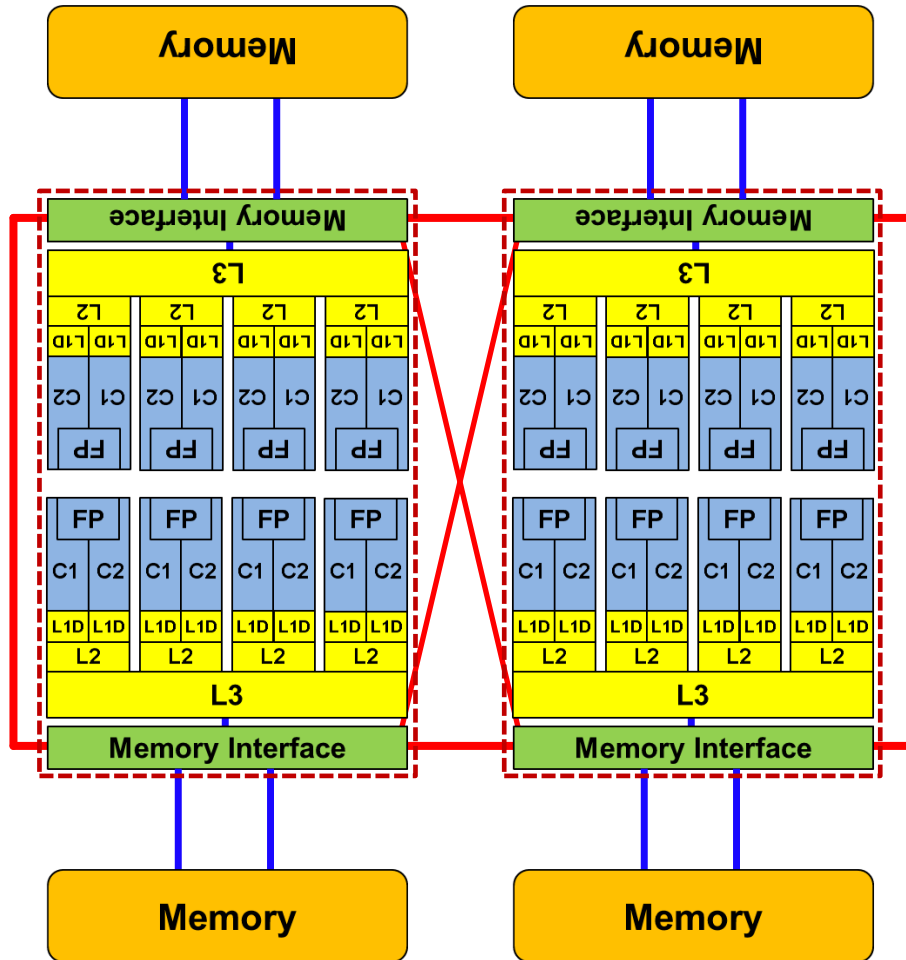 Memory Memory
Memory Interface Memory Interface
L3 L3
L2 L2 L2 L2 L2 L2 L2 L2
L1D L1D L1D L1D L1D L1D L1D L1D L1D L1D L1D L1D L1D L1D L1D L1D
C2 C1 C2 C1 C2 C1 C2 C1 C2 C1 C2 C1 C2 C1 C2 C1
FP FP FP FP FP FP FP FP
FP FP FP FP FP FP FP FP
C1 C2 C1 C2 C1 C2 C1 C2 C1 C2 C1 C2 C1 C2 C1 C2
L1D L1D L1D L1D L1D L1D L1D L1D L1D L1D L1D L1D L1D L1D L1D L1D
L2 L2 L2 L2 L2 L2 L2 L2
L3 L3
Memory Interface Memory Interface
Memory Memory